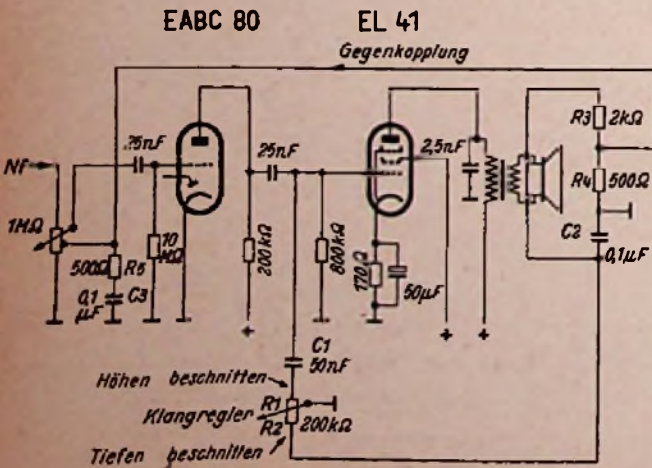 EABC 80
EL 41
Gegenkopplung
Nf
1MΩ
25nF
10
MΩ
500Ω
R5
0,1
μF
C3
200kΩ
25nF
800kΩ
170Ω
50μF
2,5nF
R3
2kΩ
R4
500Ω
C2
0,1μF
C1
50nF
Höhen beschnitten
Klangregler
R1
R2
200kΩ
Tiefen beschnitten
+
+
+